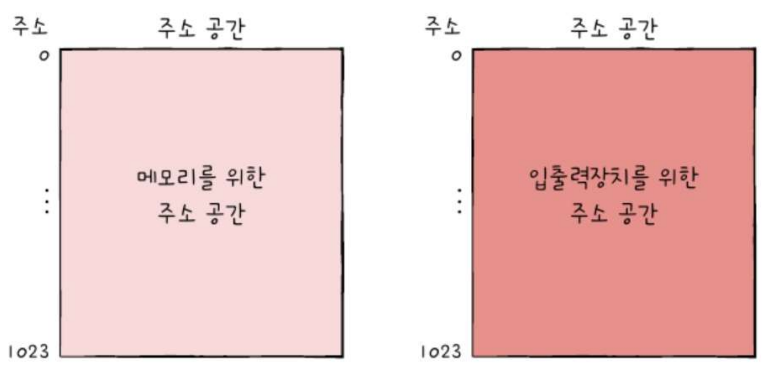 주소 주소 공간
0
메모리를 위한
주소 공간
⋮
1023
주소 주소 공간
0
입출력장치를 위한
주소 공간
⋮
1023